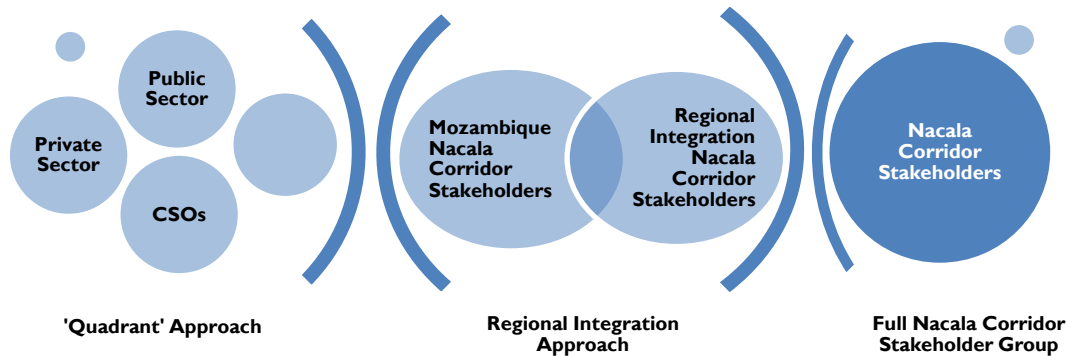 Public
Sector
Private
Sector
CSOs
Mozambique
Nacala
Corridor
Stakeholders
Regional
Integration
Nacala
Corridor
Stakeholders
Nacala
Corridor
Stakeholders
'Quadrant' Approach
Regional Integration
Approach
Full Nacala Corridor
Stakeholder Group